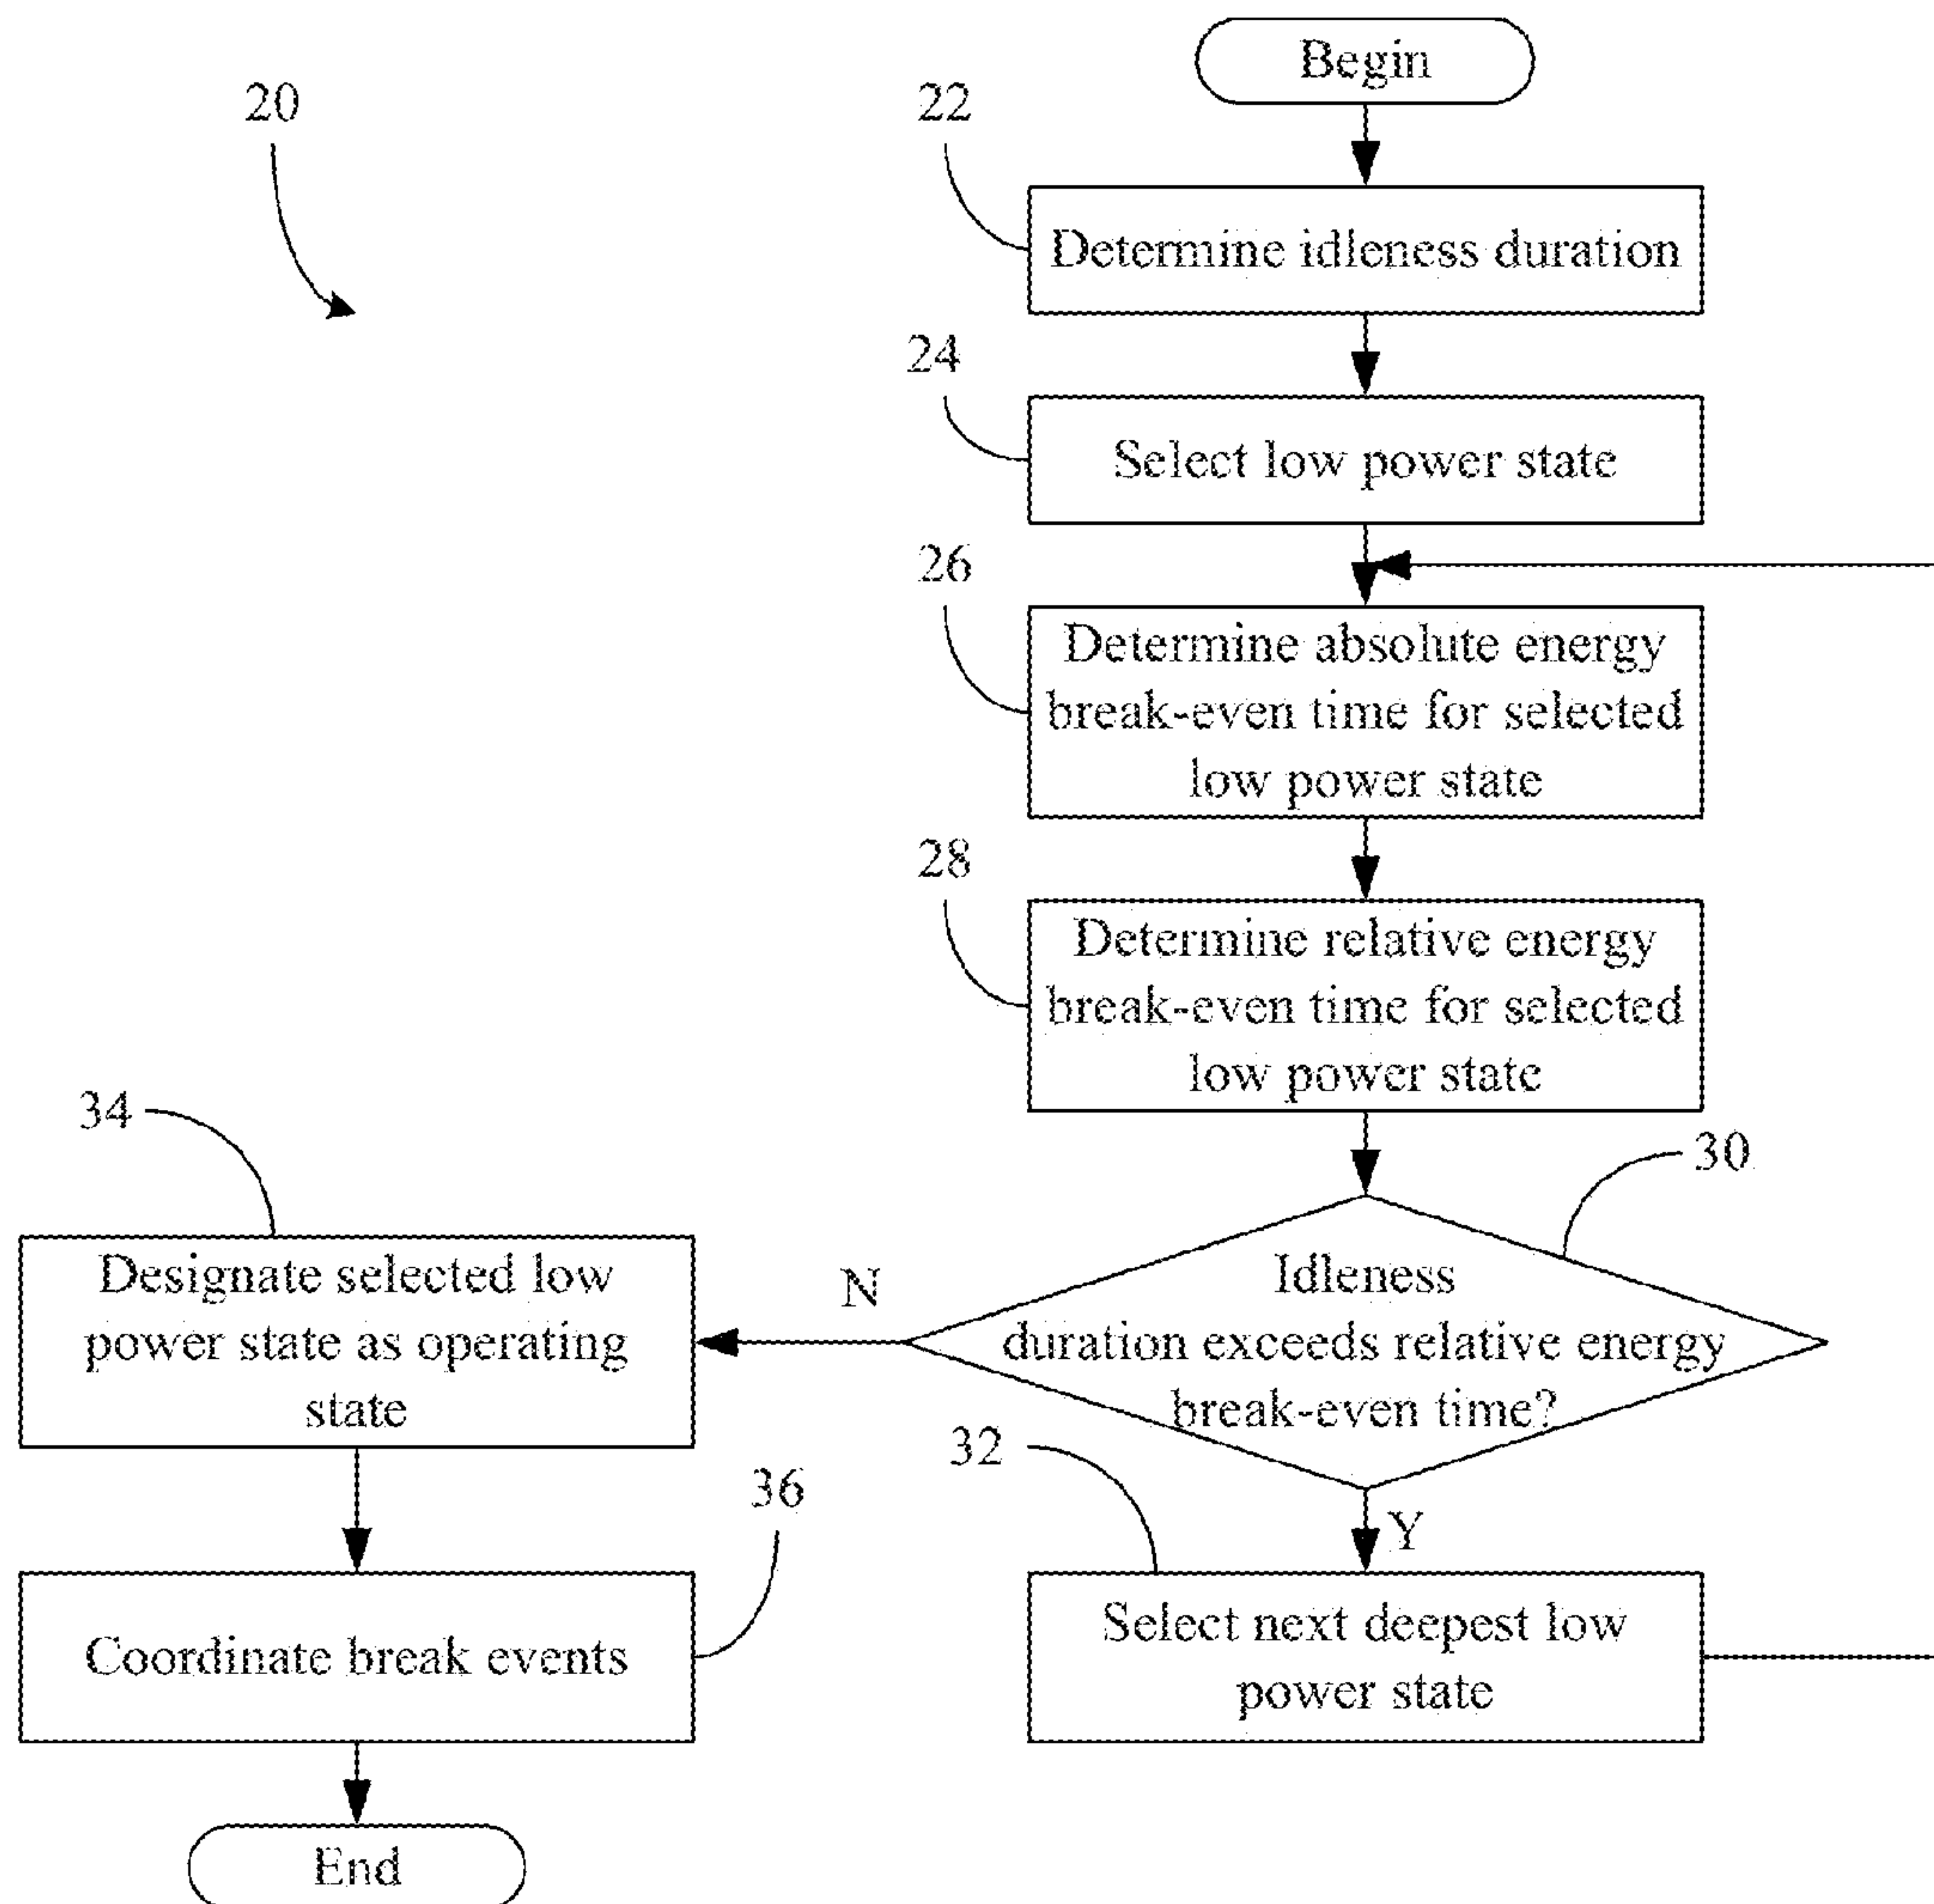 Begin
20
22
Determine idleness duration
24
Select low power state
26
Determine absolute energy
break-even time for selected
low power state
28
Determine relative energy
break-even time for selected
low power state
30
Idleness
duration exceeds relative energy
break-even time?
N
Y
34
Designate selected low
power state as operating
state
32
Select next deepest low
power state
36
Coordinate break events
End